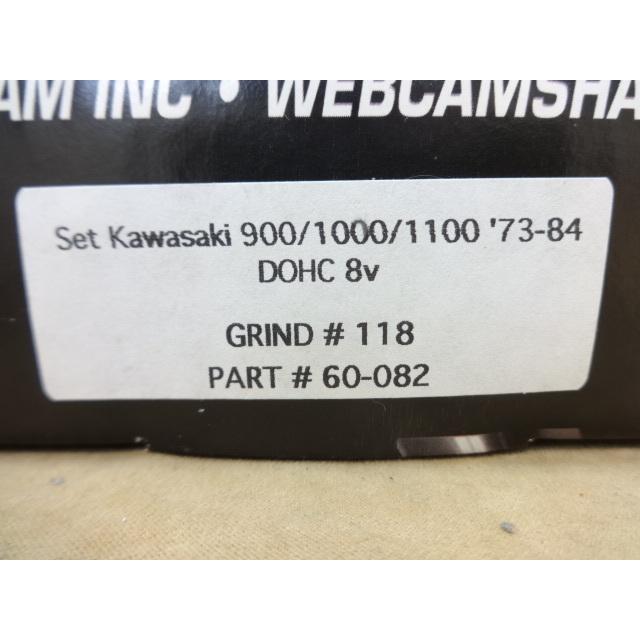 AM INC • WEBCAMSHA
Set Kawasaki 900/1000/1100 '73-84
DOHC 8v
GRIND # 118
PART # 60-082